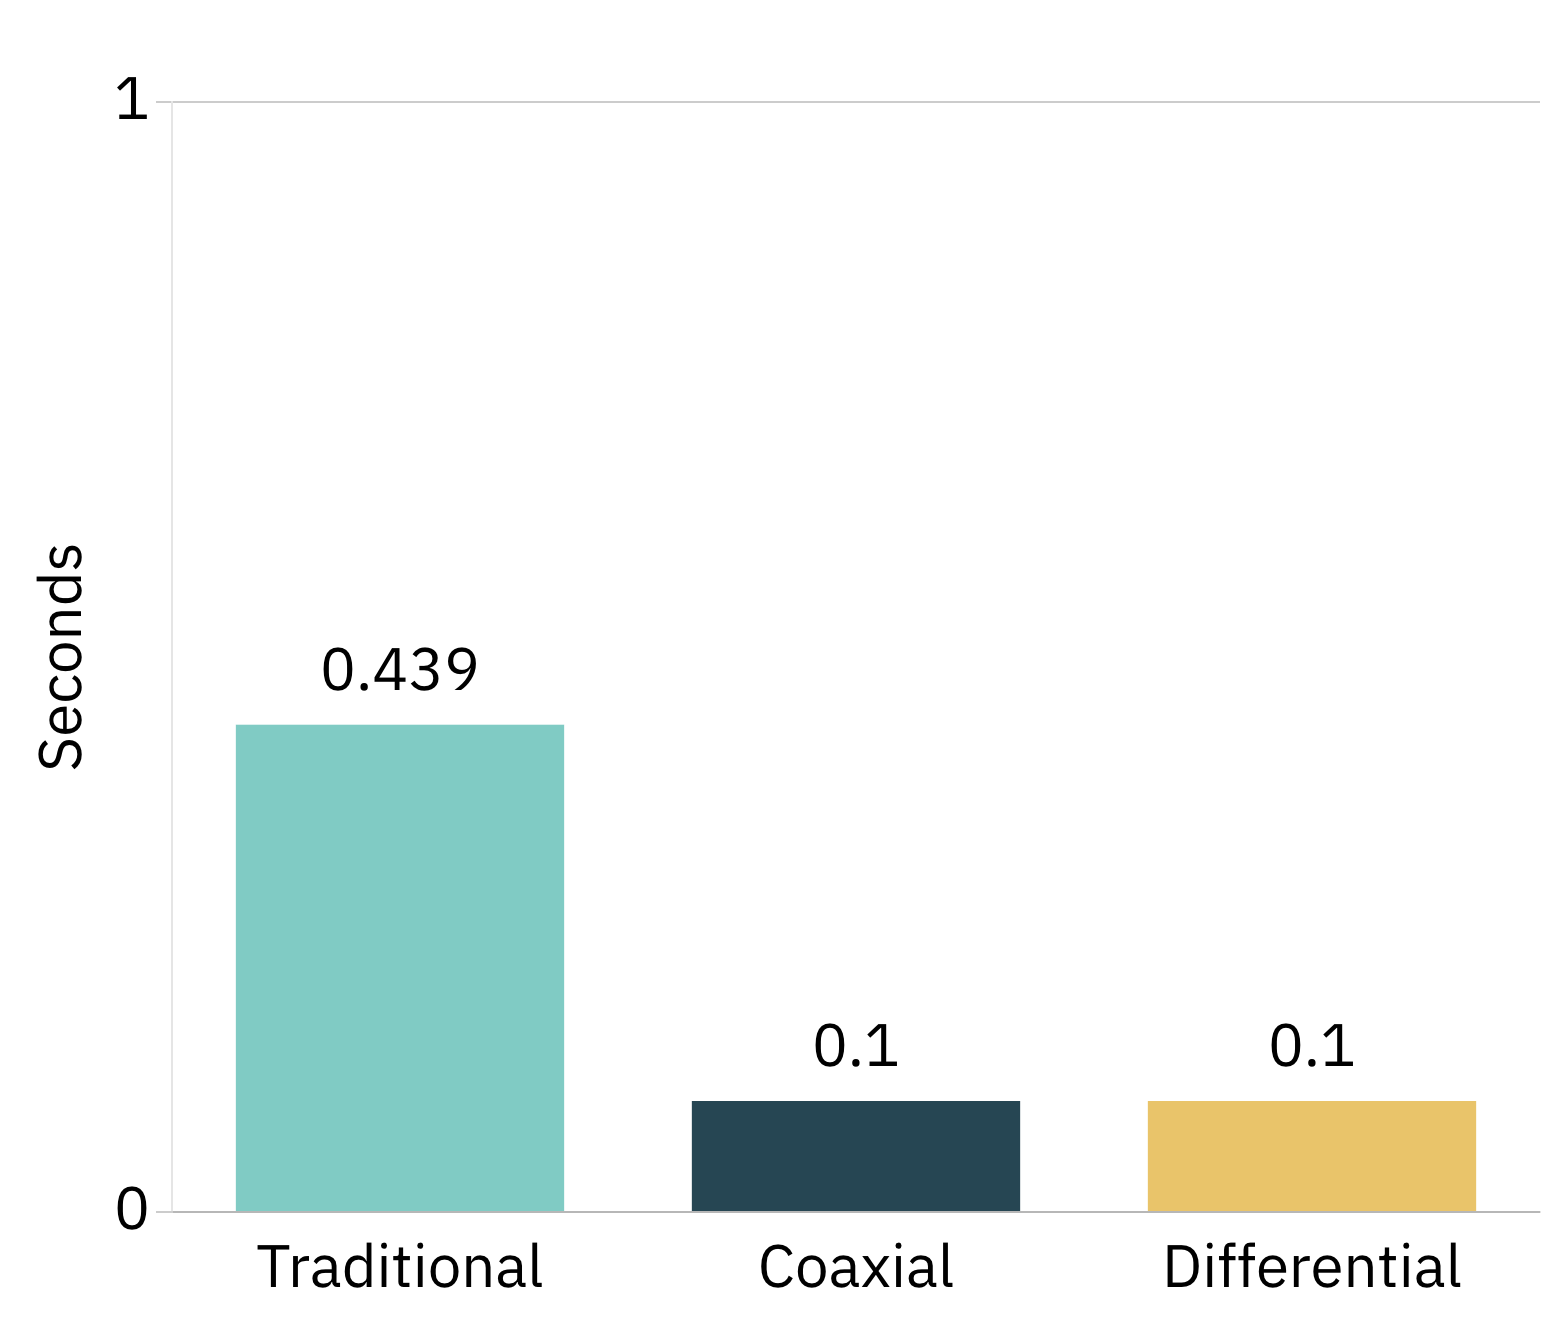 1
Seconds
0.439
0.1
0.1
0
Traditional
Coaxial
Differential